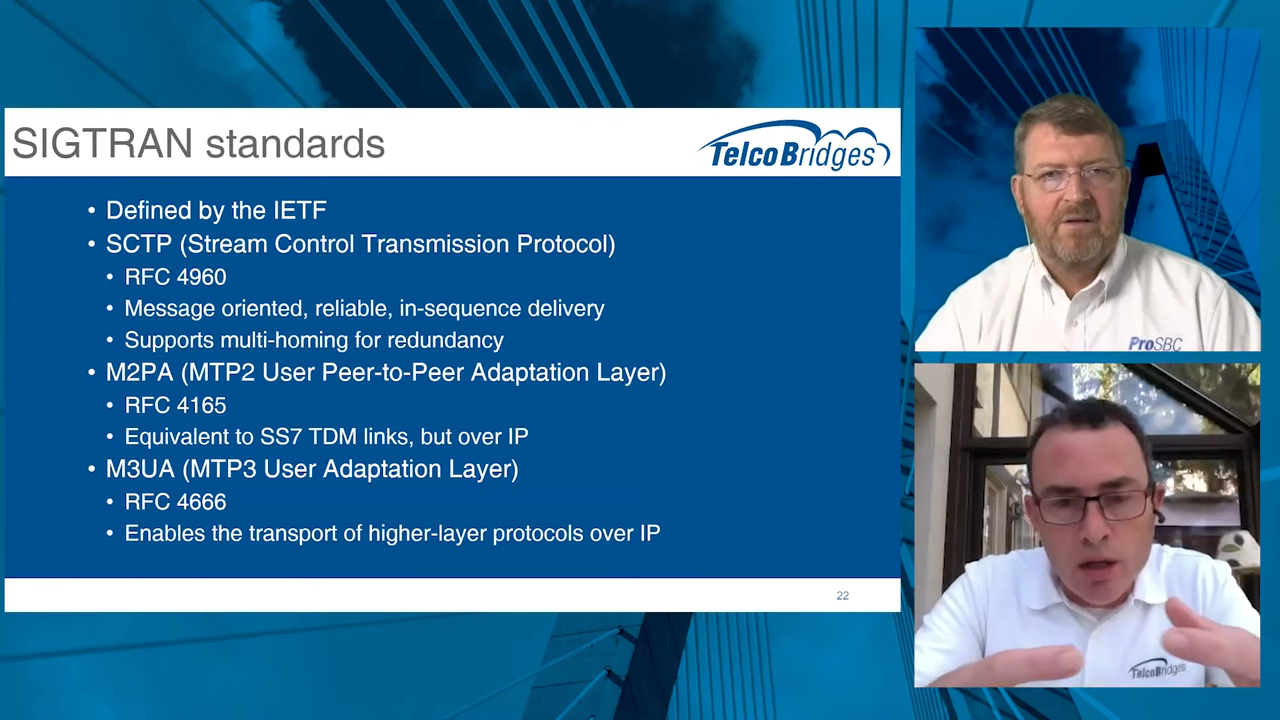 SIGTRAN standards
TelcoBridges
• Defined by the IETF
• SCTP (Stream Control Transmission Protocol)
• RFC 4960
• Message oriented, reliable, in-sequence delivery
• Supports multi-homing for redundancy
• M2PA (MTP2 User Peer-to-Peer Adaptation Layer)
• RFC 4165
• Equivalent to SS7 TDM links, but over IP
• M3UA (MTP3 User Adaptation Layer)
• RFC 4666
• Enables the transport of higher-layer protocols over IP
22
ProSBC
TelcoBridges